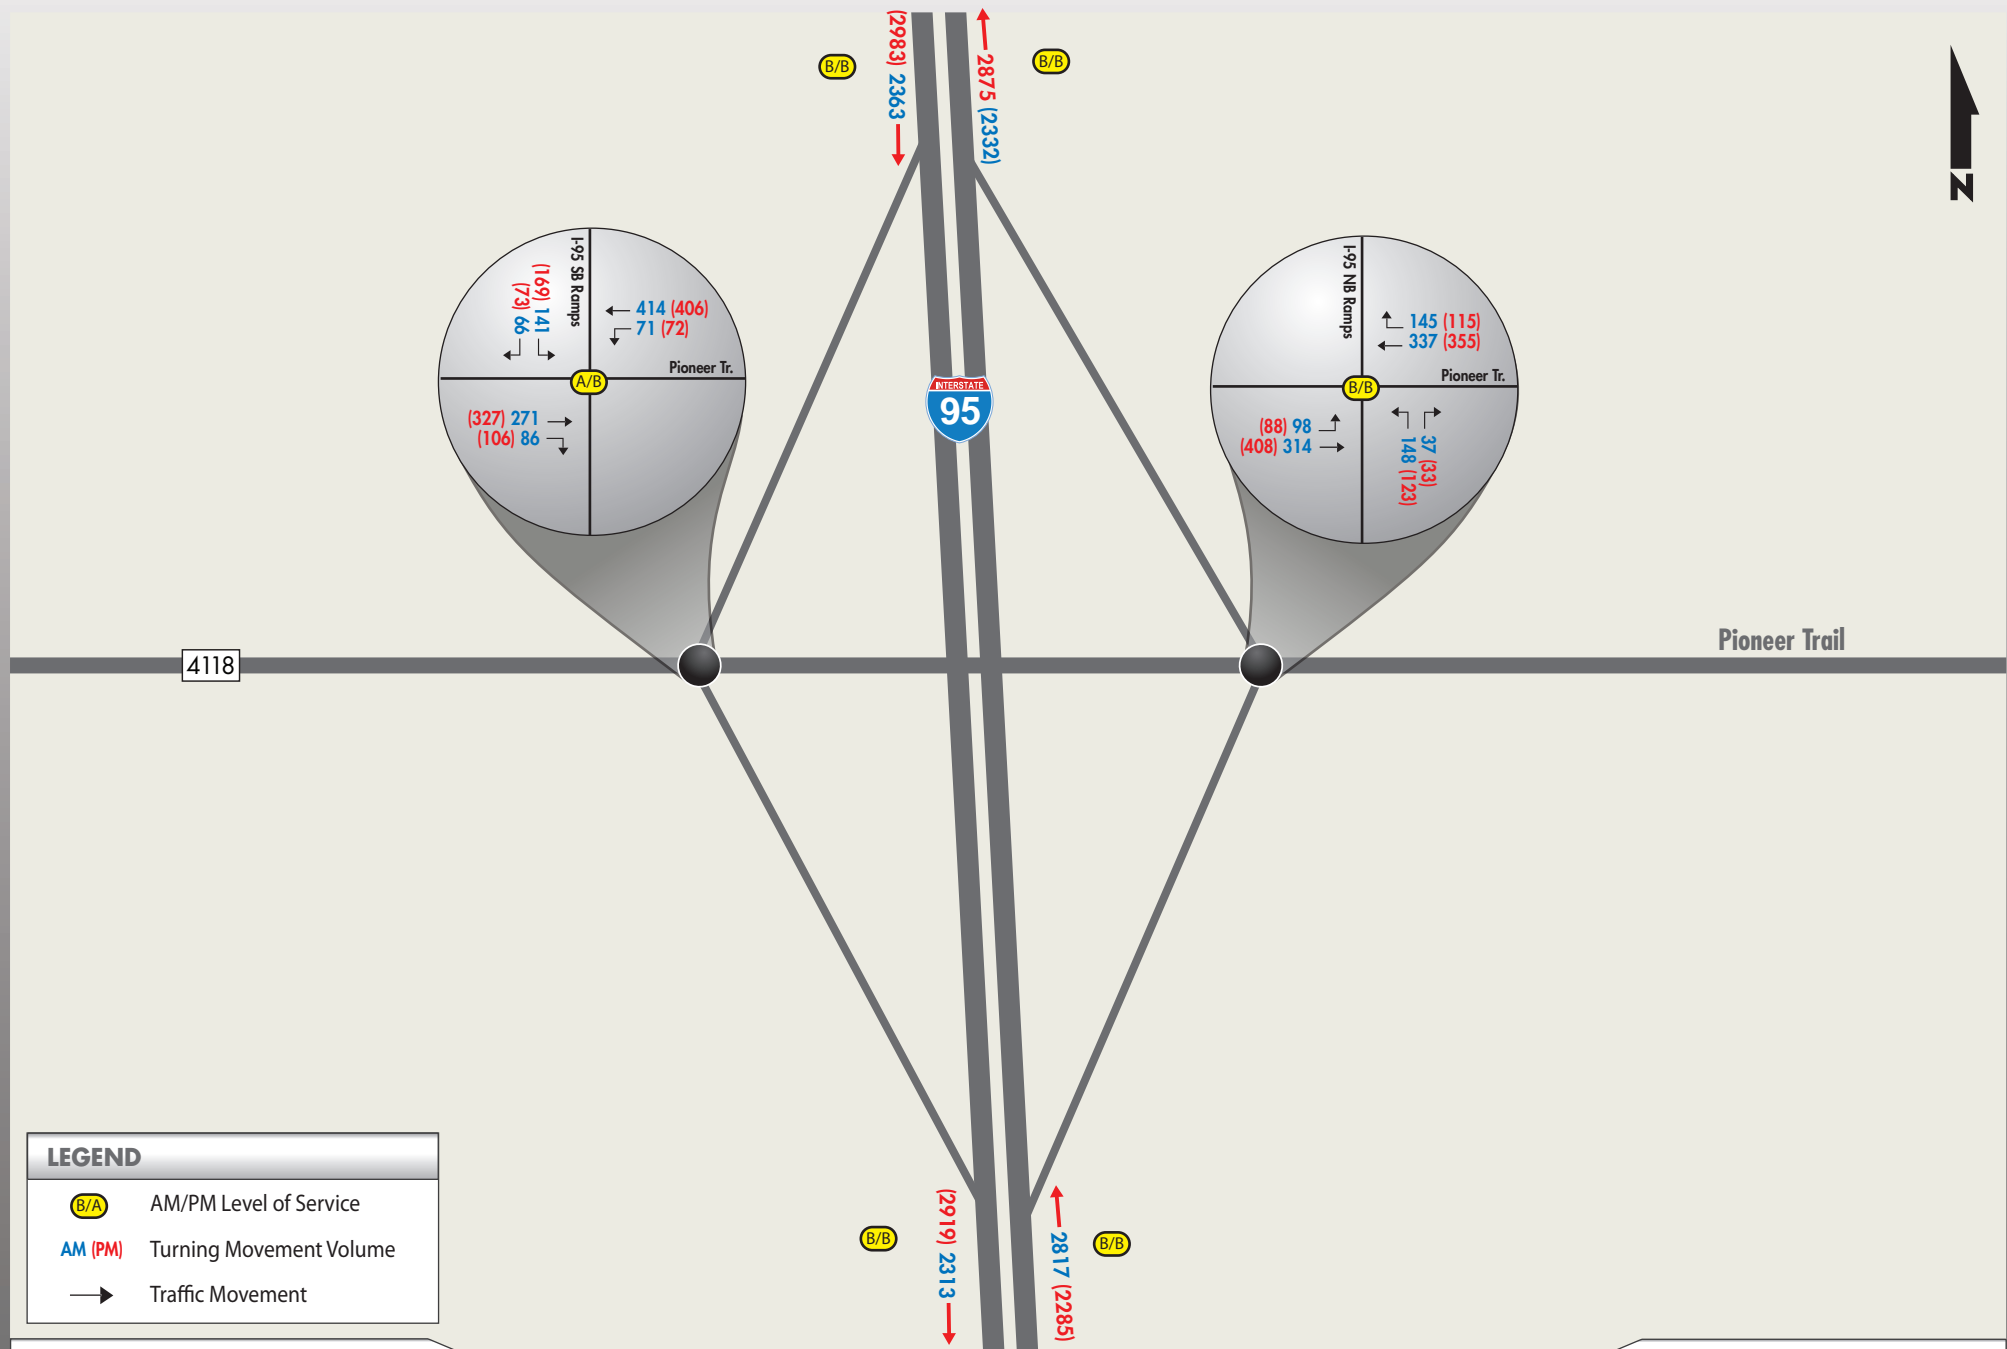 (2983) 2363
2875 (2332)
B/B
B/B
N
I-95 SB Ramps
(169) 141
(73) 66
414 (406)
71 (72)
Pioneer Tr.
A/B
(327) 271
(106) 86
I-95 NB Ramps
145 (115)
337 (355)
Pioneer Tr.
B/B
(88) 98
(408) 314
37 (33)
148 (123)
INTERSTATE
95
4118
Pioneer Trail
(2919) 2313
2817 (2285)
B/B
B/B
LEGEND
B/A AM/PM Level of Service
AM (PM) Turning Movement Volume
Traffic Movement